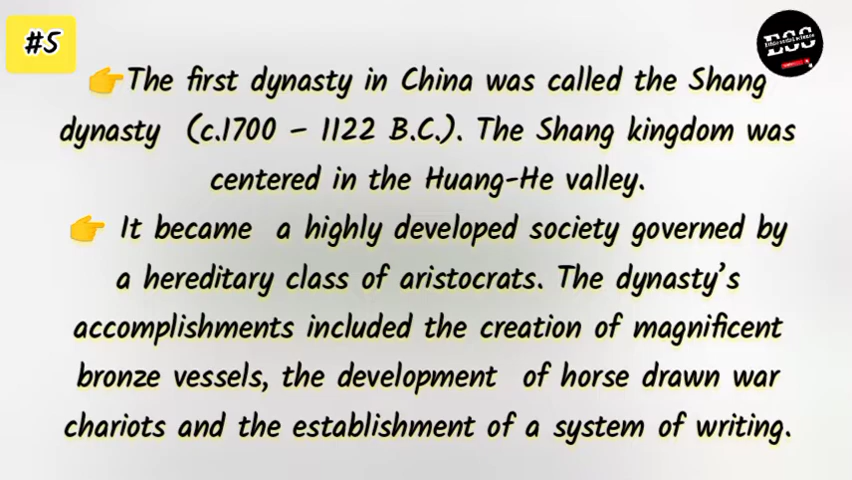 #5
ESS
👉The first dynasty in China was called the Shang
dynasty (c.1700 – 1122 B.C.). The Shang kingdom was
centered in the Huang-He valley.
👉 It became a highly developed society governed by
a hereditary class of aristocrats. The dynasty's
accomplishments included the creation of magnificent
bronze vessels, the development of horse drawn war
chariots and the establishment of a system of writing.